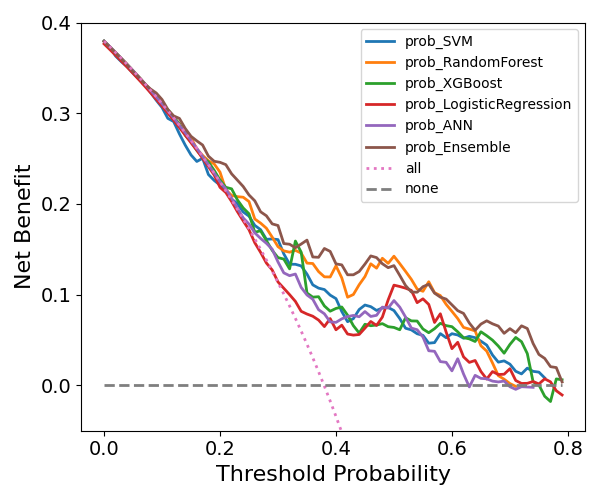 0.4
0.3
0.2
0.1
0.0
Net Benefit
prob_SVM
prob_RandomForest
prob_XGBoost
prob_LogisticRegression
prob_ANN
prob_Ensemble
all
none
0.0 0.2 0.4 0.6 0.8
Threshold Probability